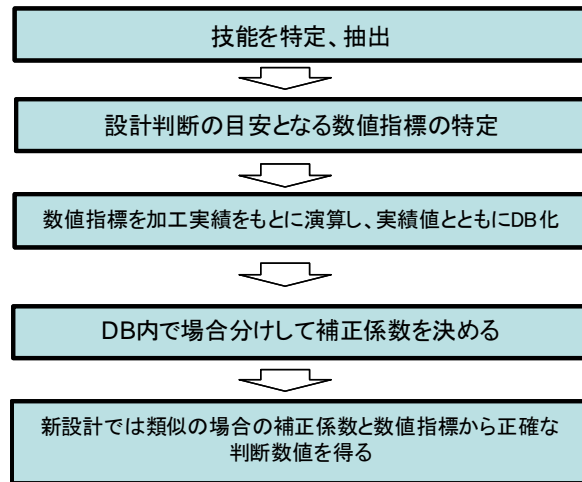 技能を特定、抽出
設計判断の目安となる数値指標の特定
数値指標を加工実績をもとに演算し、実績値とともにDB化
DB内で場合分けして補正係数を決める
新設計では類似の場合の補正係数と数値指標から正確な
判断数値を得る